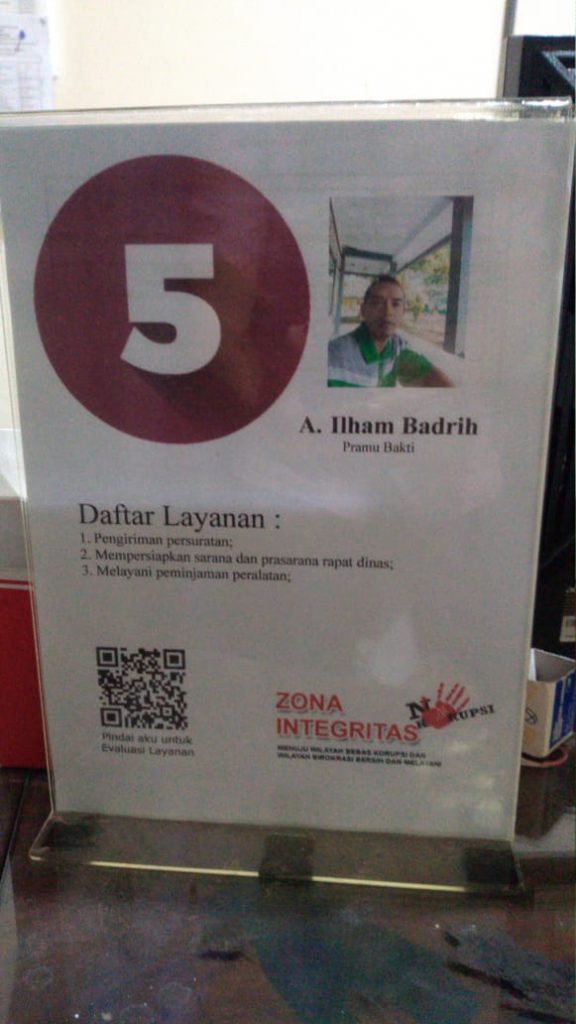 5
A. Ilham Badrih
Pramu Bakti
Daftar Layanan :
1. Pengiriman persuratan;
2. Mempersiapkan sarana dan prasarana rapat dinas;
3. Melayani peminjaman peralatan;
Pindai aku untuk
Evaluasi Layanan
ZONA
INTEGRITAS
MENUJU WILAYAH BEBAS KORUPSI DAN
WILAYAH BIROKRASI BERSIH DAN MELAYANI